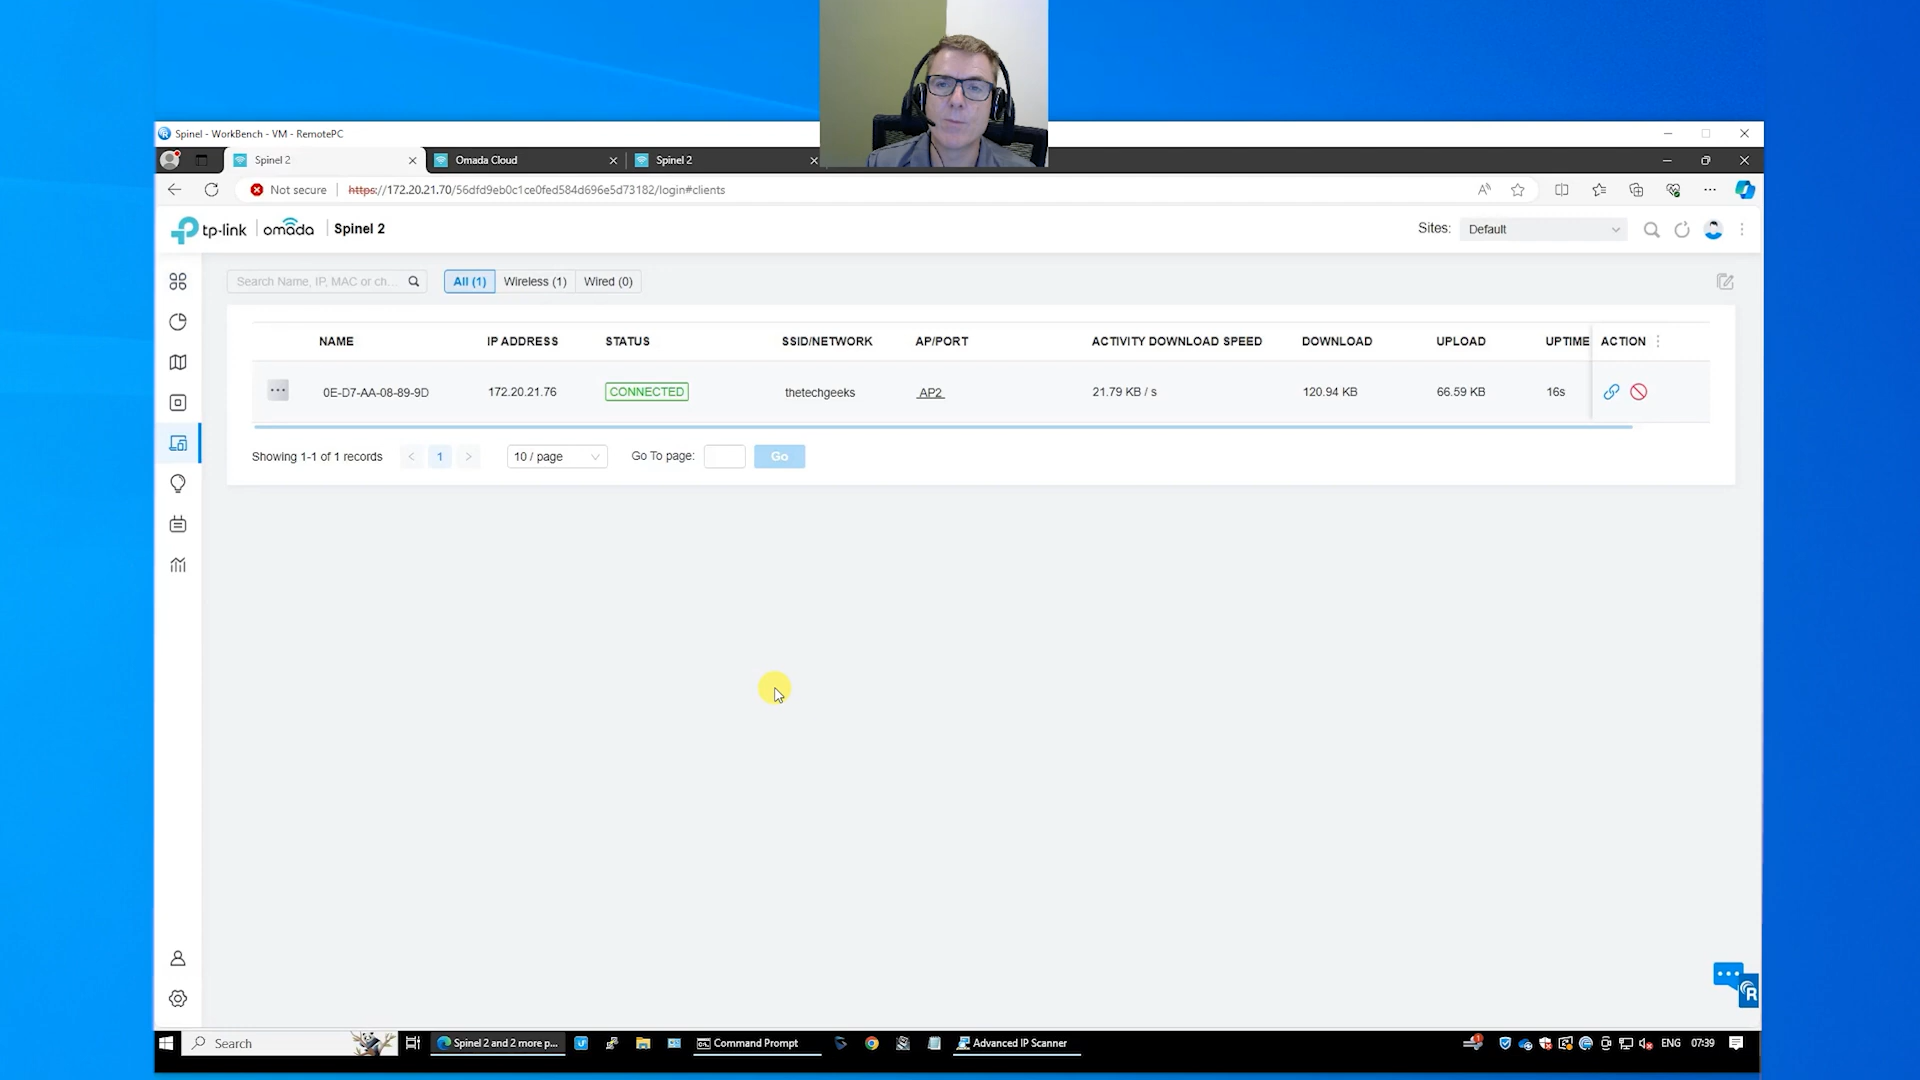 Spinel - WorkBench - VM - RemotePC
Spinel 2
Omada Cloud
Spinel 2
Not secure
https://172.20.21.70/56dfd9eb0c1ce0fed584d696e5d73182/login#clients
tp-link
omada
Spinel 2
Sites:
Default
Search Name, IP, MAC or ch...
All (1)
Wireless (1)
Wired (0)
NAME IP ADDRESS STATUS SSID/NETWORK AP/PORT ACTIVITY DOWNLOAD SPEED DOWNLOAD UPLOAD UPTIME ACTION
0E-D7-AA-08-89-9D 172.20.21.76 CONNECTED thetechgeeks AP2 21.79 KB / s 120.94 KB 66.59 KB 16s
Showing 1-1 of 1 records
< 1 >
10 / page
Go To page:
Go
Search
Spinel 2 and 2 more p...
Command Prompt
Advanced IP Scanner
ENG
07:39